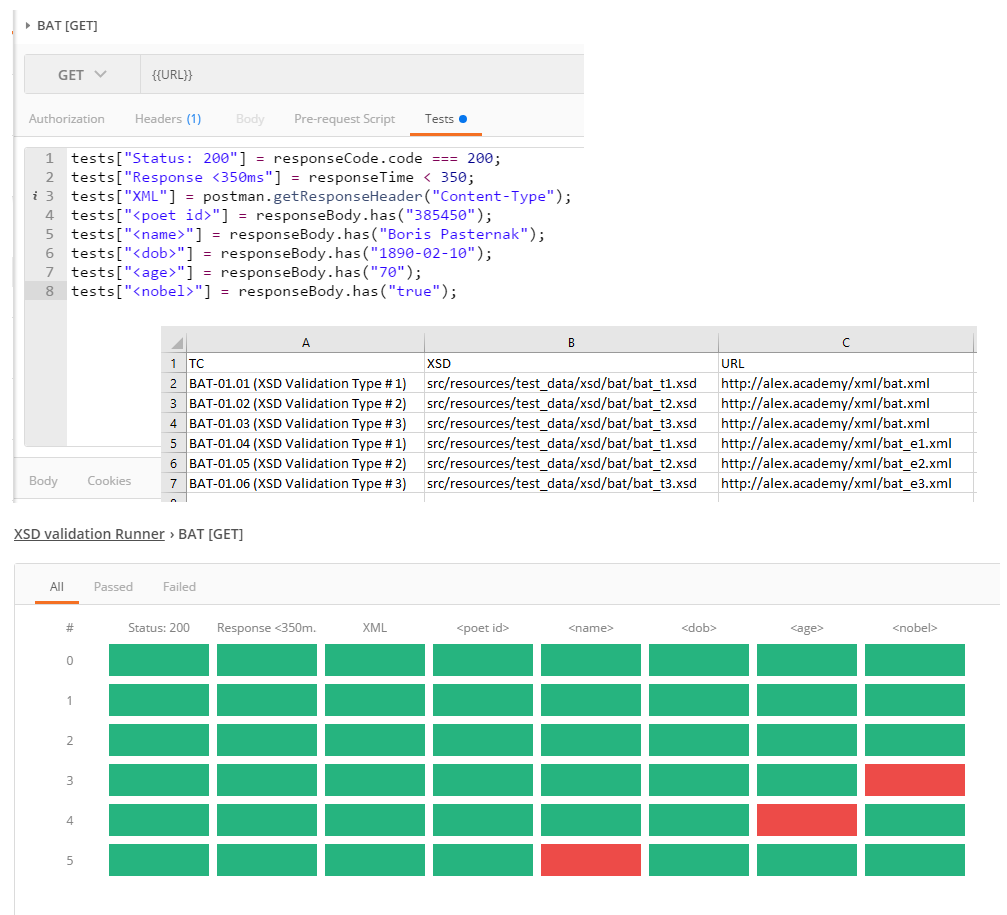 BAT [GET]
GET {{URL}}
Authorization Headers (1) Body Pre-request Script Tests
1 tests["Status: 200"] = responseCode.code === 200;
2 tests["Response <350ms"] = responseTime < 350;
i 3 tests["XML"] = postman.getResponseHeader("Content-Type");
4 tests["<poet id>"] = responseBody.has("385450");
5 tests["<name>"] = responseBody.has("Boris Pasternak");
6 tests["<dob>"] = responseBody.has("1890-02-10");
7 tests["<age>"] = responseBody.has("70");
8 tests["<nobel>"] = responseBody.has("true");
A B C
1 TC XSD URL
2 BAT-01.01 (XSD Validation Type # 1) src/resources/test_data/xsd/bat/bat_t1.xsd http://alex.academy/xml/bat.xml
3 BAT-01.02 (XSD Validation Type # 2) src/resources/test_data/xsd/bat/bat_t2.xsd http://alex.academy/xml/bat.xml
4 BAT-01.03 (XSD Validation Type # 3) src/resources/test_data/xsd/bat/bat_t3.xsd http://alex.academy/xml/bat.xml
5 BAT-01.04 (XSD Validation Type # 1) src/resources/test_data/xsd/bat/bat_t1.xsd http://alex.academy/xml/bat_e1.xml
6 BAT-01.05 (XSD Validation Type # 2) src/resources/test_data/xsd/bat/bat_t2.xsd http://alex.academy/xml/bat_e2.xml
7 BAT-01.06 (XSD Validation Type # 3) src/resources/test_data/xsd/bat/bat_t3.xsd http://alex.academy/xml/bat_e3.xml
Body Cookies
XSD validation Runner › BAT [GET]
All Passed Failed
# Status: 200 Response <350m. XML <poet id> <name> <dob> <age> <nobel>
0
1
2
3
4
5